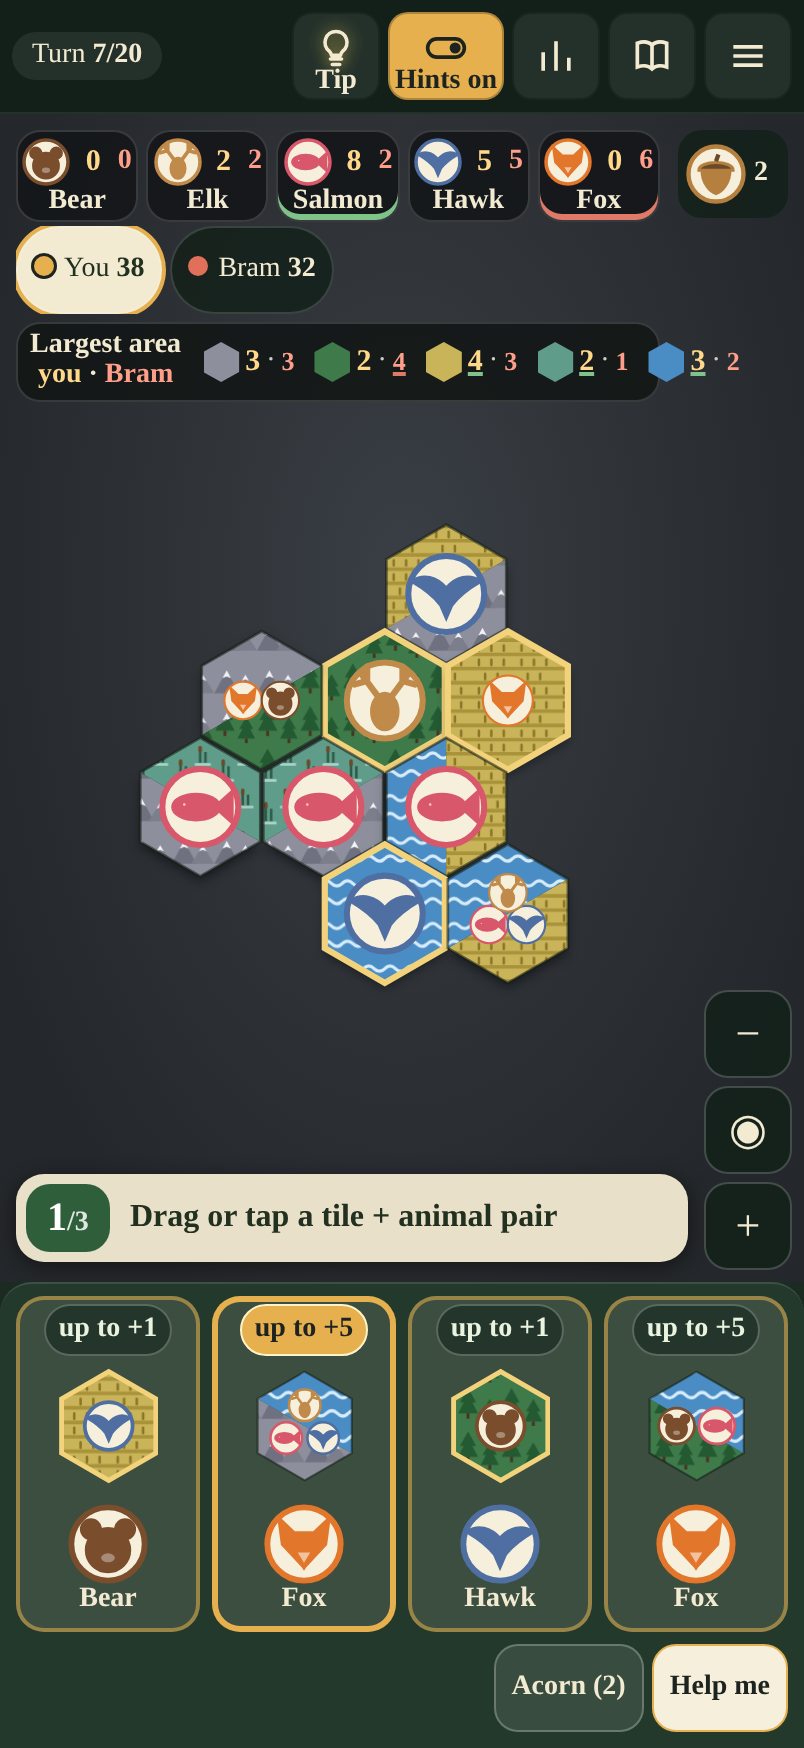 Turn 7/20
Tip
Hints on
0 0
Bear
2 2
Elk
8 2
Salmon
5 5
Hawk
0 6
Fox
2
You 38
Bram 32
Largest area
you · Bram
3 · 3
2 · 4
4 · 3
2 · 1
3 · 2
−
+
1/3
Drag or tap a tile + animal pair
up to +1
up to +5
up to +1
up to +5
Bear
Fox
Hawk
Fox
Acorn (2)
Help me